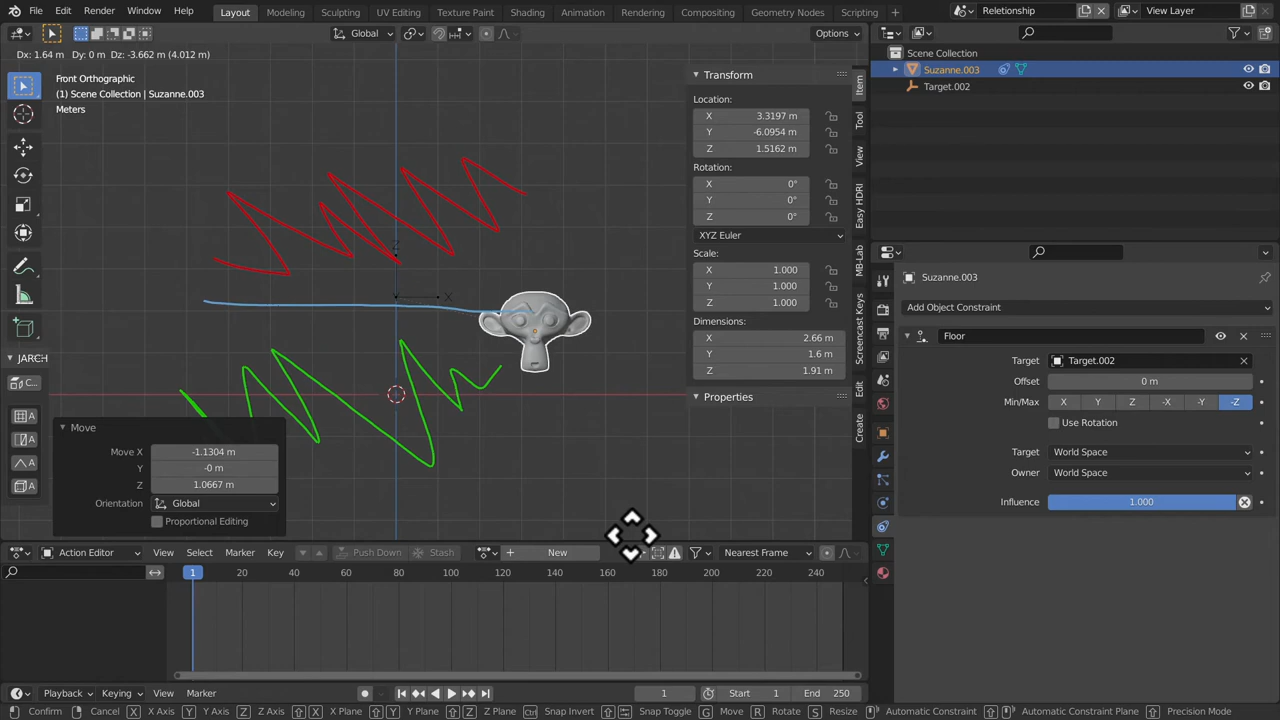 File Edit Render Window Help Layout Modeling Sculpting UV Editing Texture Paint Shading Animation Rendering Compositing Geometry Nodes Scripting + Relationship View Layer
Global Options
Dx: 1.64 m Dy: 0 m Dz: -3.662 m (4.012 m)
Front Orthographic
(1) Scene Collection | Suzanne.003
Meters
Z
X
JARCH
C...
A
A
A
A
Move
Move X -1.1304 m
Y -0 m
Z 1.0667 m
Orientation Global
Proportional Editing
Transform
Location:
X 3.3197 m
Y -6.0954 m
Z 1.5162 m
Rotation:
X 0°
Y 0°
Z 0°
XYZ Euler
Scale:
X 1.000
Y 1.000
Z 1.000
Dimensions:
X 2.66 m
Y 1.6 m
Z 1.91 m
Properties
Item
Tool
View
Easy HDRI
MB-Lab
Screencast Keys
Edit
Create
Scene Collection
Suzanne.003
Target.002
Suzanne.003
Add Object Constraint
Floor
Target Target.002
Offset 0 m
Min/Max X Y Z -X -Y -Z
Use Rotation
Target World Space
Owner World Space
Influence 1.000
Action Editor View Select Marker Key Push Down Stash New Nearest Frame
1 20 40 60 80 100 120 140 160 180 200 220 240
Playback Keying View Marker 1 Start 1 End 250
Confirm Cancel X X Axis Y Y Axis Z Z Axis X X Plane Y Y Plane Z Z Plane Ctrl Snap Invert Snap Toggle G Move R Rotate S Resize Automatic Constraint Automatic Constraint Plane Precision Mode